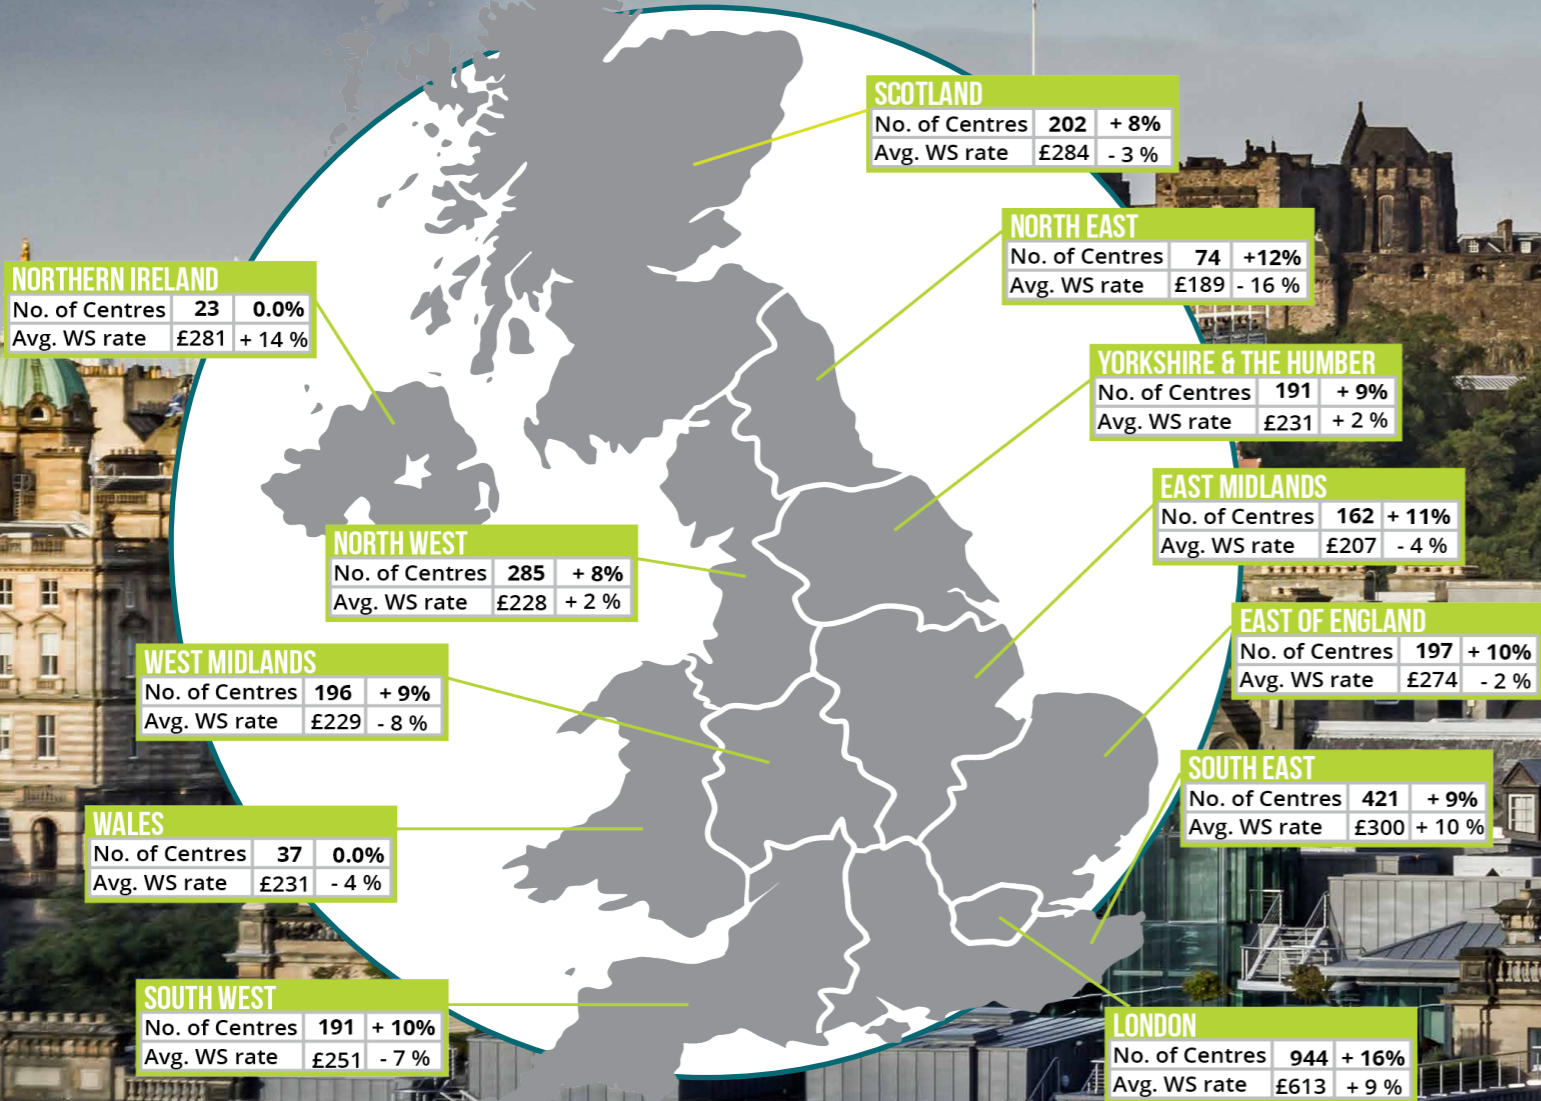 SCOTLAND
No. of Centres 202 + 8%
Avg. WS rate £284 - 3 %
NORTH EAST
No. of Centres 74 +12%
Avg. WS rate £189 - 16 %
NORTHERN IRELAND
No. of Centres 23 0.0%
Avg. WS rate £281 + 14 %
YORKSHIRE & THE HUMBER
No. of Centres 191 + 9%
Avg. WS rate £231 + 2 %
EAST MIDLANDS
No. of Centres 162 + 11%
Avg. WS rate £207 - 4 %
NORTH WEST
No. of Centres 285 + 8%
Avg. WS rate £228 + 2 %
EAST OF ENGLAND
No. of Centres 197 + 10%
Avg. WS rate £274 - 2 %
WEST MIDLANDS
No. of Centres 196 + 9%
Avg. WS rate £229 - 8 %
SOUTH EAST
No. of Centres 421 + 9%
Avg. WS rate £300 + 10 %
WALES
No. of Centres 37 0.0%
Avg. WS rate £231 - 4 %
SOUTH WEST
No. of Centres 191 + 10%
Avg. WS rate £251 - 7 %
LONDON
No. of Centres 944 + 16%
Avg. WS rate £613 + 9 %